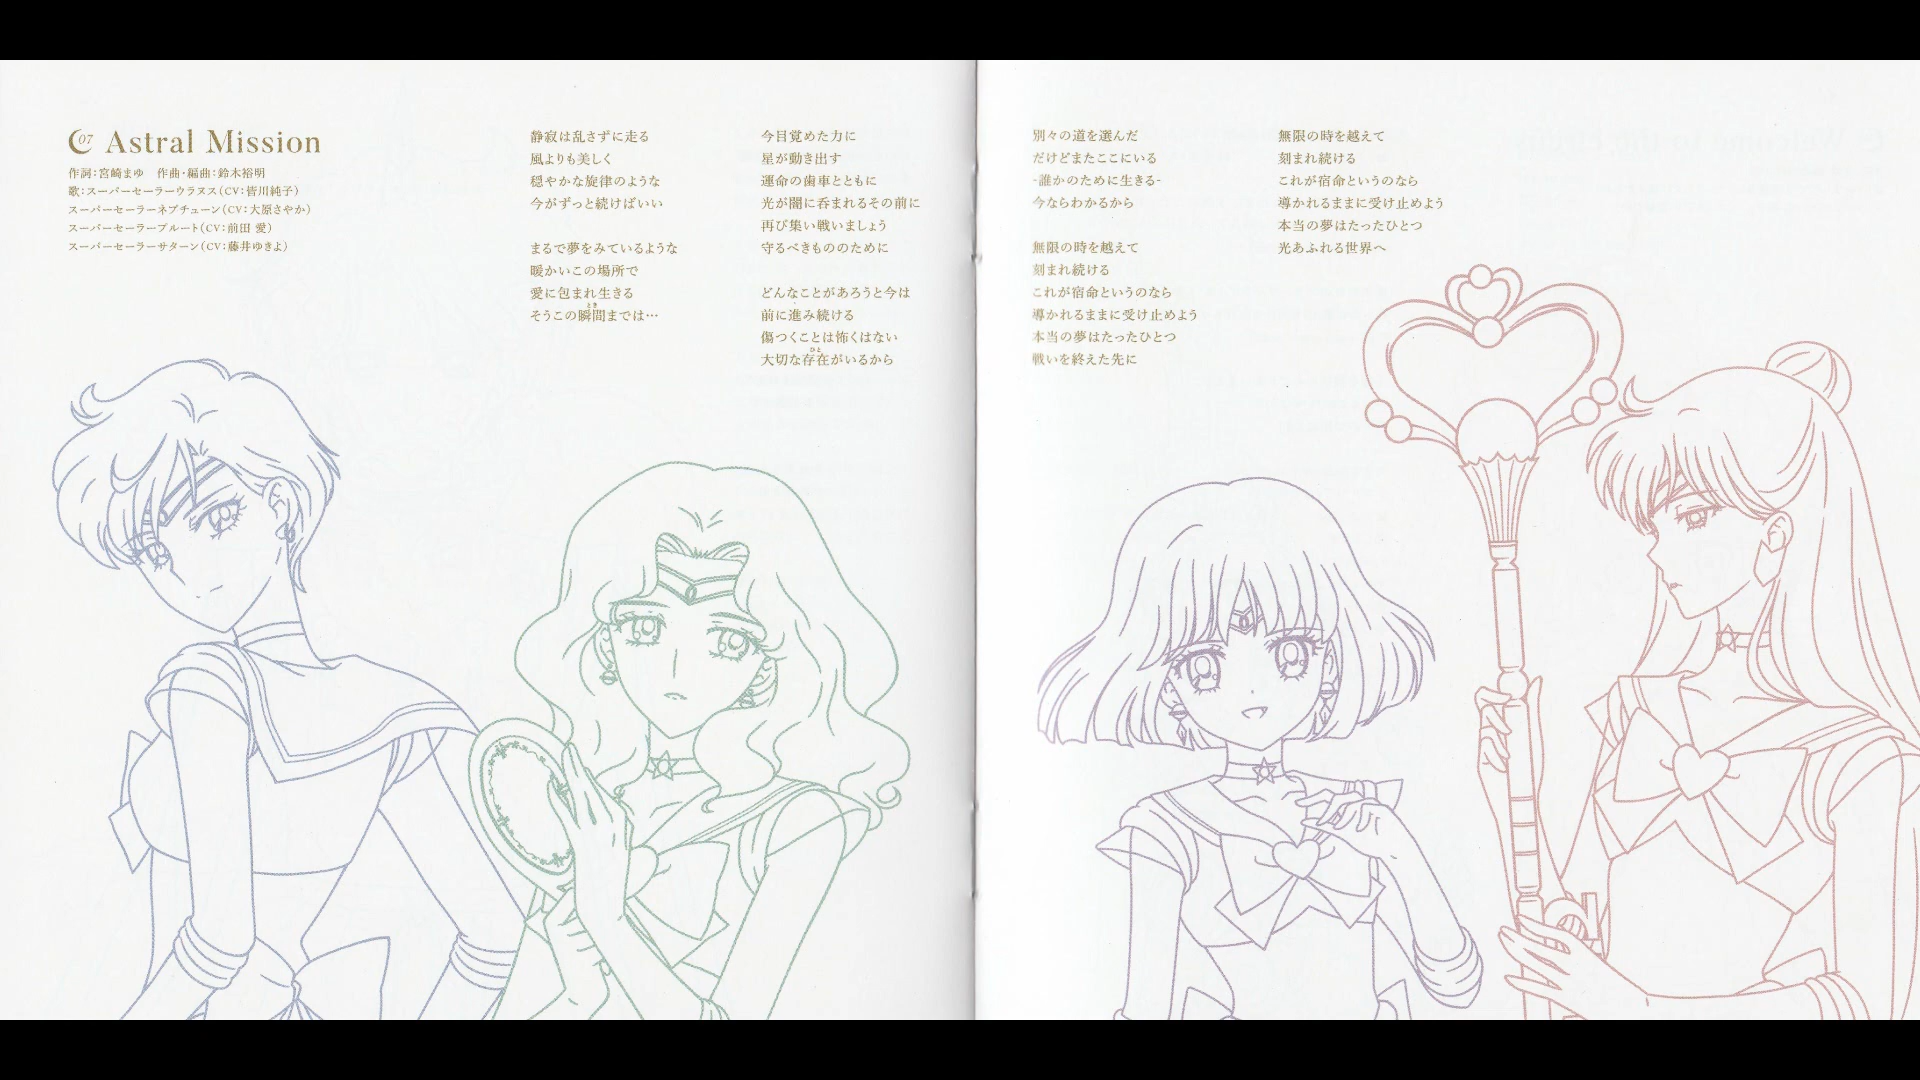 07 Astral Mission
作詞：宮崎まゆ　作曲・編曲：鈴木裕明
歌：スーパーセーラーウラヌス（CV：皆川純子）
スーパーセーラーネプチューン（CV：大原さやか）
スーパーセーラープルート（CV：前田 愛）
スーパーセーラーサターン（CV：藤井ゆきよ）
静寂は乱さずに走る
風よりも美しく
穏やかな旋律のような
今がずっと続けばいい
まるで夢をみているような
暖かいこの場所で
愛に包まれ生きる
とき
そうこの瞬間までは…
今目覚めた力に
星が動き出す
運命の歯車とともに
光が闇に呑まれるその前に
再び集い戦いましょう
守るべきもののために
どんなことがあろうと今は
前に進み続ける
傷つくことは怖くはない
ひと
大切な存在がいるから
別々の道を選んだ
だけどまたここにいる
-誰かのために生きる-
今ならわかるから
無限の時を越えて
刻まれ続ける
これが宿命というのなら
導かれるままに受け止めよう
本当の夢はたったひとつ
戦いを終えた先に
無限の時を越えて
刻まれ続ける
これが宿命というのなら
導かれるままに受け止めよう
本当の夢はたったひとつ
光あふれる世界へ